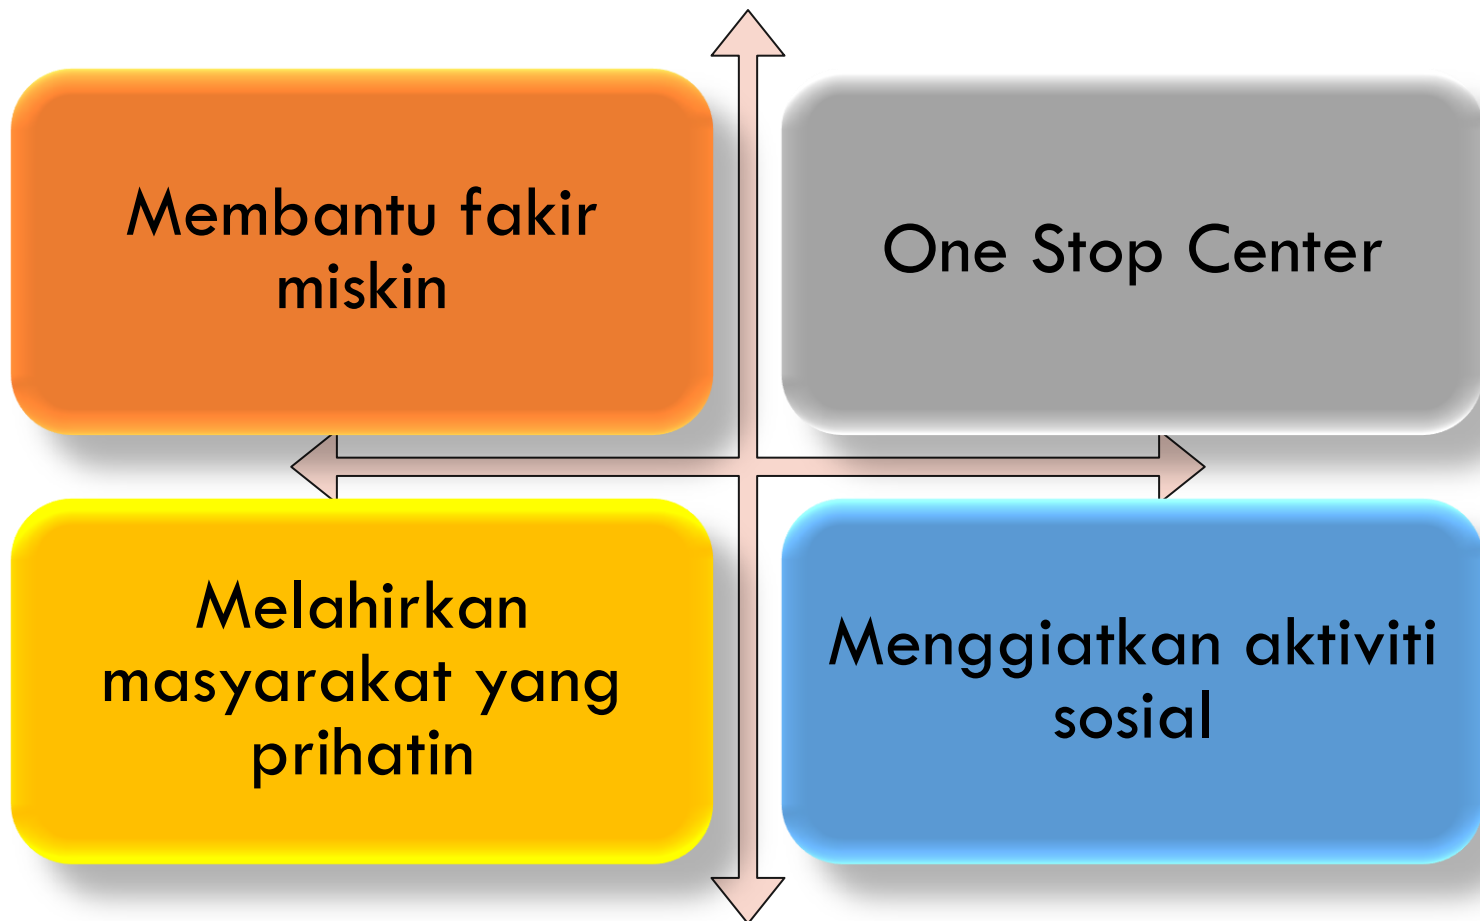 Membantu fakir
miskin
One Stop Center
Melahirkan
masyarakat yang
prihatin
Menggiatkan aktiviti
sosial